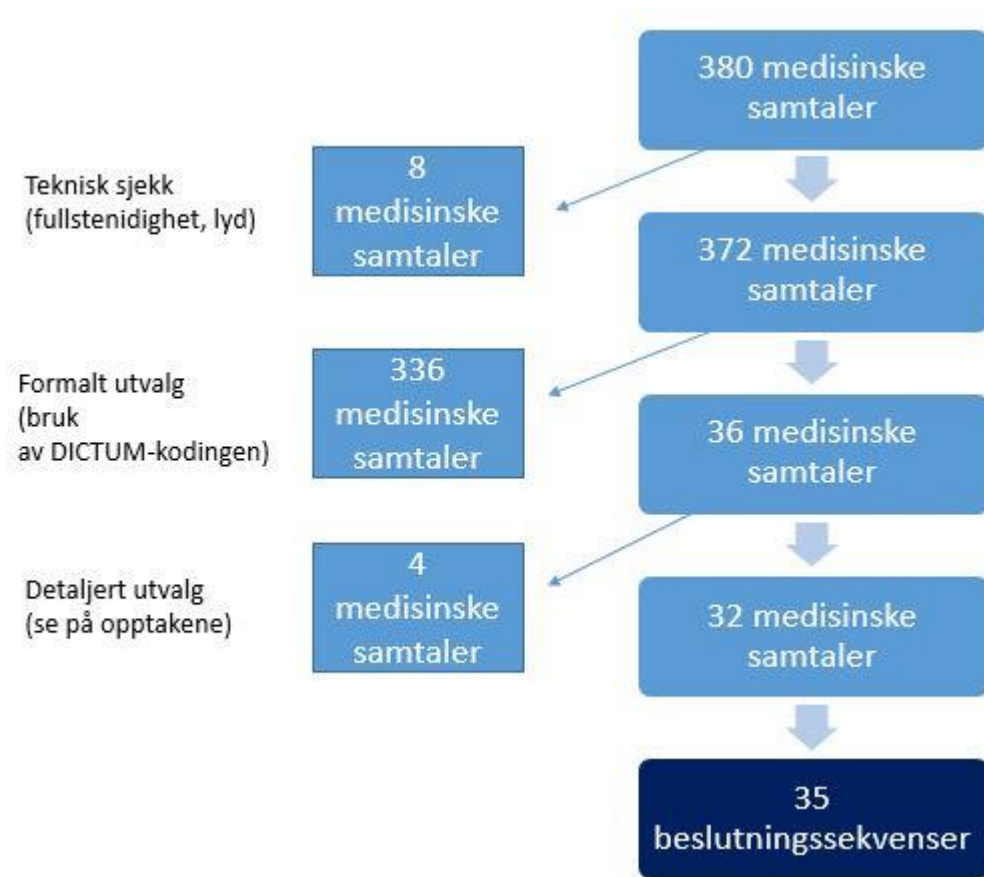 380 medisinske
samtaler
Teknisk sjekk
(fullstenidighet, lyd)
8
medisinske
samtaler
372 medisinske
samtaler
Formalt utvalg
(bruk
av DICTUM-kodingen)
336
medisinske
samtaler
36 medisinske
samtaler
Detaljert utvalg
(se på opptakene)
4
medisinske
samtaler
32 medisinske
samtaler
35
beslutningssekvenser